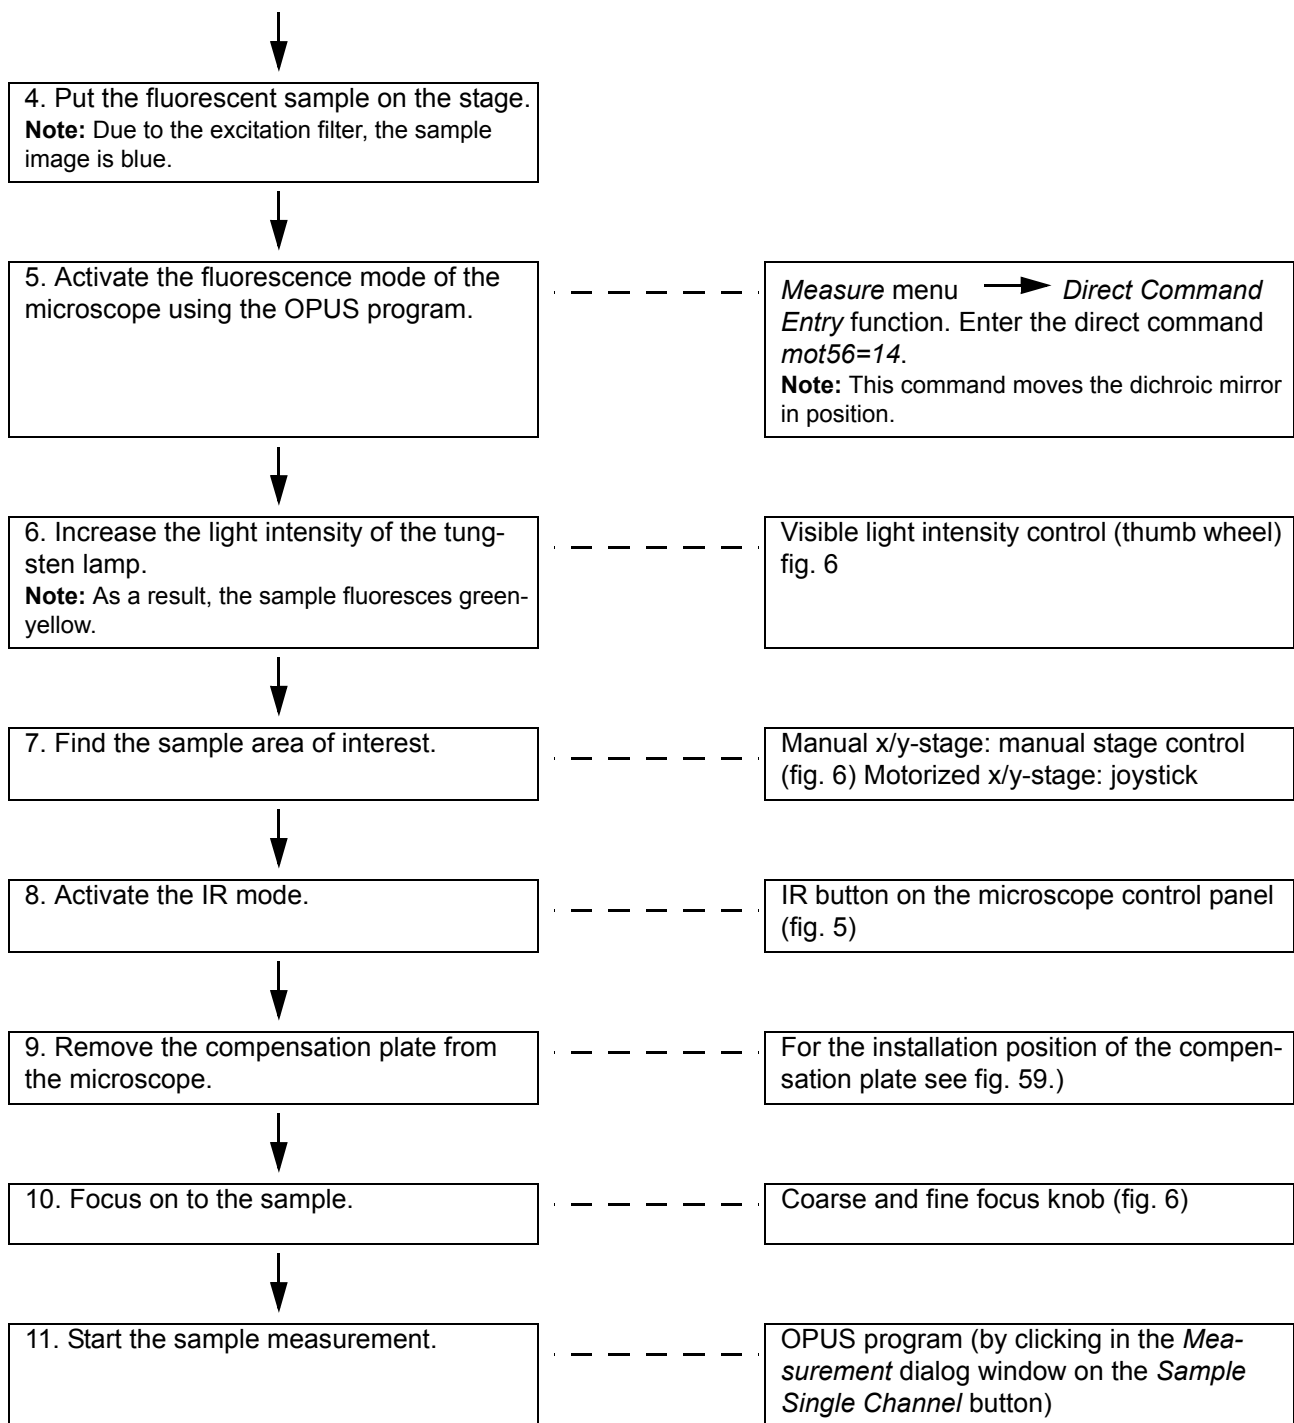 4. Put the fluorescent sample on the stage.
Note: Due to the excitation filter, the sample
image is blue.
5. Activate the fluorescence mode of the
microscope using the OPUS program.
Measure menu Direct Command
Entry function. Enter the direct command
mot56=14.
Note: This command moves the dichroic mirror
in position.
6. Increase the light intensity of the tung-
sten lamp.
Note: As a result, the sample fluoresces green-
yellow.
Visible light intensity control (thumb wheel)
fig. 6
7. Find the sample area of interest.
Manual x/y-stage: manual stage control
(fig. 6) Motorized x/y-stage: joystick
8. Activate the IR mode.
IR button on the microscope control panel
(fig. 5)
9. Remove the compensation plate from
the microscope.
For the installation position of the compen-
sation plate see fig. 59.)
10. Focus on to the sample.
Coarse and fine focus knob (fig. 6)
11. Start the sample measurement.
OPUS program (by clicking in the Mea-
surement dialog window on the Sample
Single Channel button)